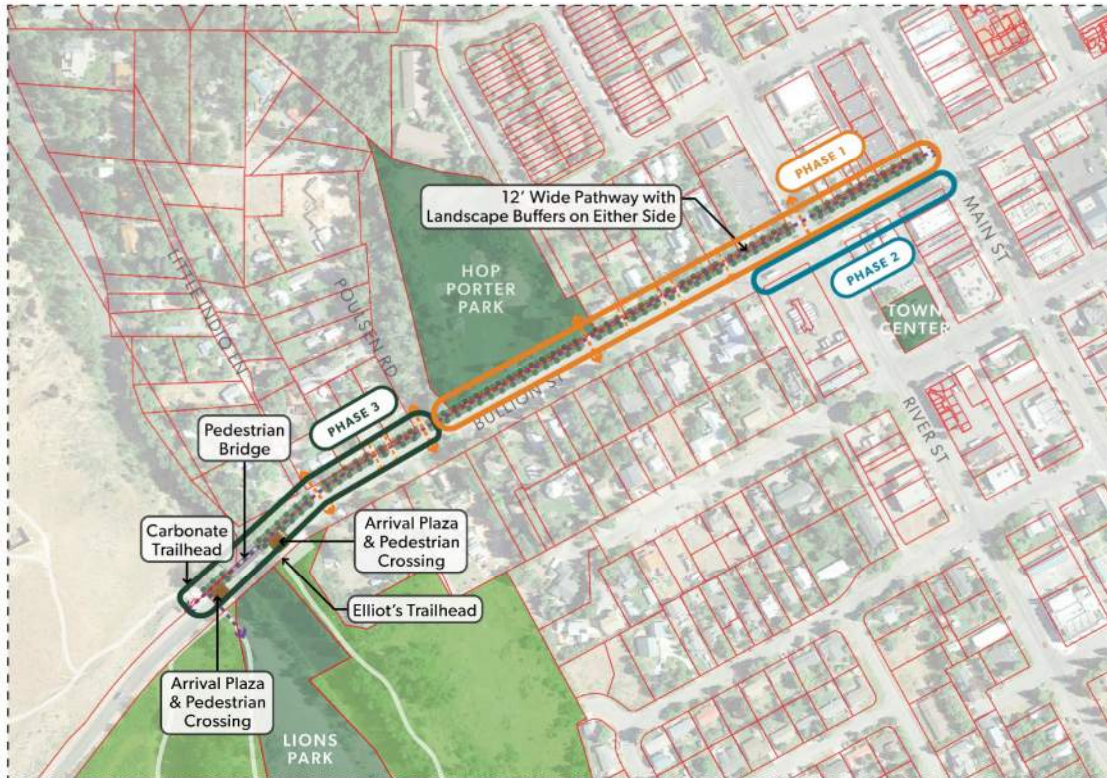 PHASE 1
12' Wide Pathway with
Landscape Buffers on Either Side
MAIN ST
PHASE 2
HOP
PORTER
PARK
TOWN
CENTER
LITTLE INDIO LN
POULSEN RD
BULLION ST
RIVER ST
PHASE 3
Pedestrian
Bridge
Carbonate
Trailhead
Arrival Plaza
& Pedestrian
Crossing
Elliot's Trailhead
Arrival Plaza
& Pedestrian
Crossing
LIONS
PARK